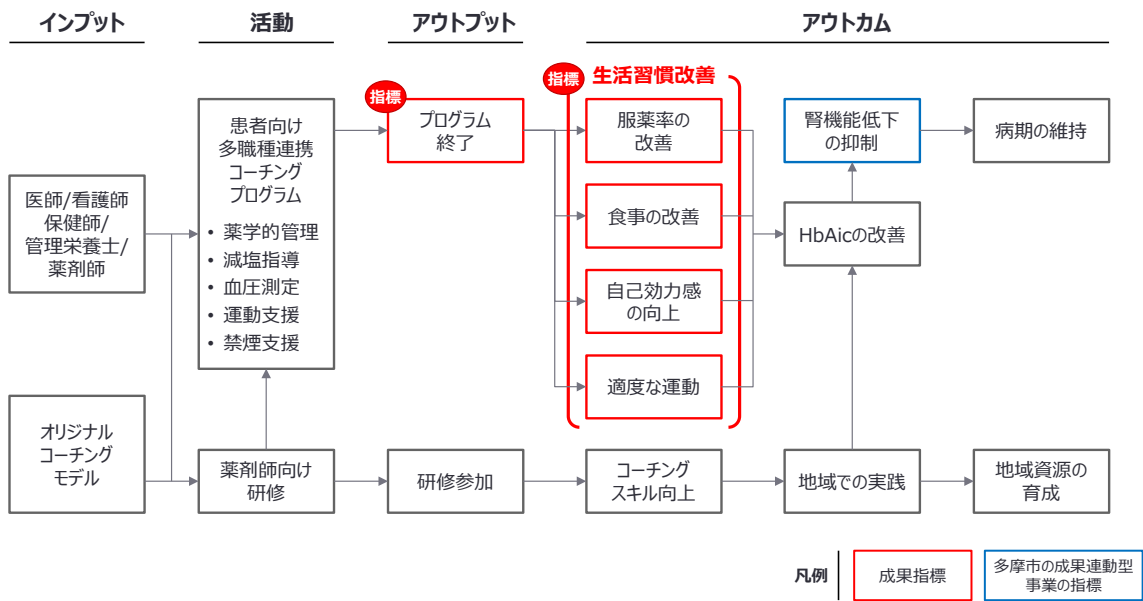 インプット
活動
アウトプット
アウトカム
医師/看護師
保健師/
管理栄養士/
薬剤師
オリジナル
コーチング
モデル
患者向け
多職種連携
コーチング
プログラム
• 薬学的管理
• 減塩指導
• 血圧測定
• 運動支援
• 禁煙支援
薬剤師向け
研修
指標
プログラム
終了
研修参加
指標
生活習慣改善
服薬率の
改善
食事の改善
自己効力感
の向上
適度な運動
コーチング
スキル向上
腎機能低下
の抑制
HbAicの改善
地域での実践
病期の維持
地域資源の
育成
凡例
成果指標
多摩市の成果連動型
事業の指標